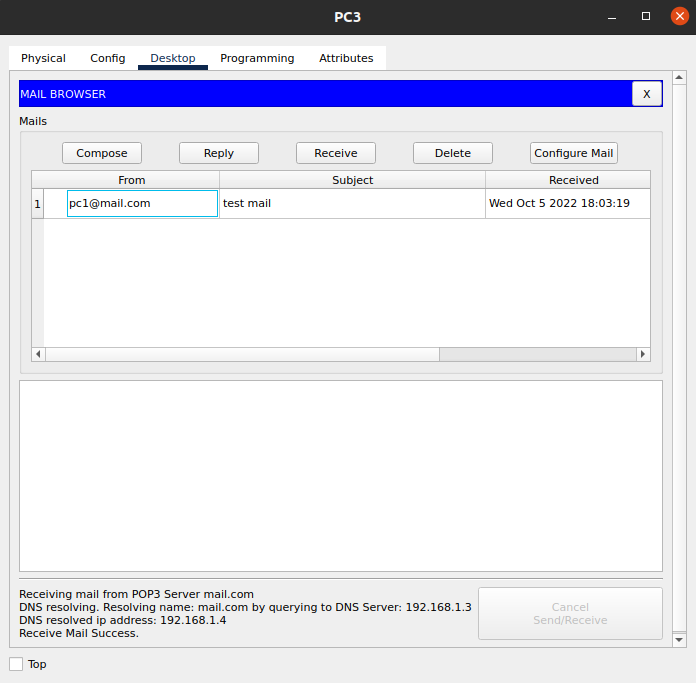 PC3
Physical Config Desktop Programming Attributes
MAIL BROWSER X
Mails
Compose Reply Receive Delete Configure Mail
From Subject Received
1 pc1@mail.com test mail Wed Oct 5 2022 18:03:19
Receiving mail from POP3 Server mail.com
DNS resolving. Resolving name: mail.com by querying to DNS Server: 192.168.1.3
DNS resolved ip address: 192.168.1.4
Receive Mail Success.
Cancel
Send/Receive
Top